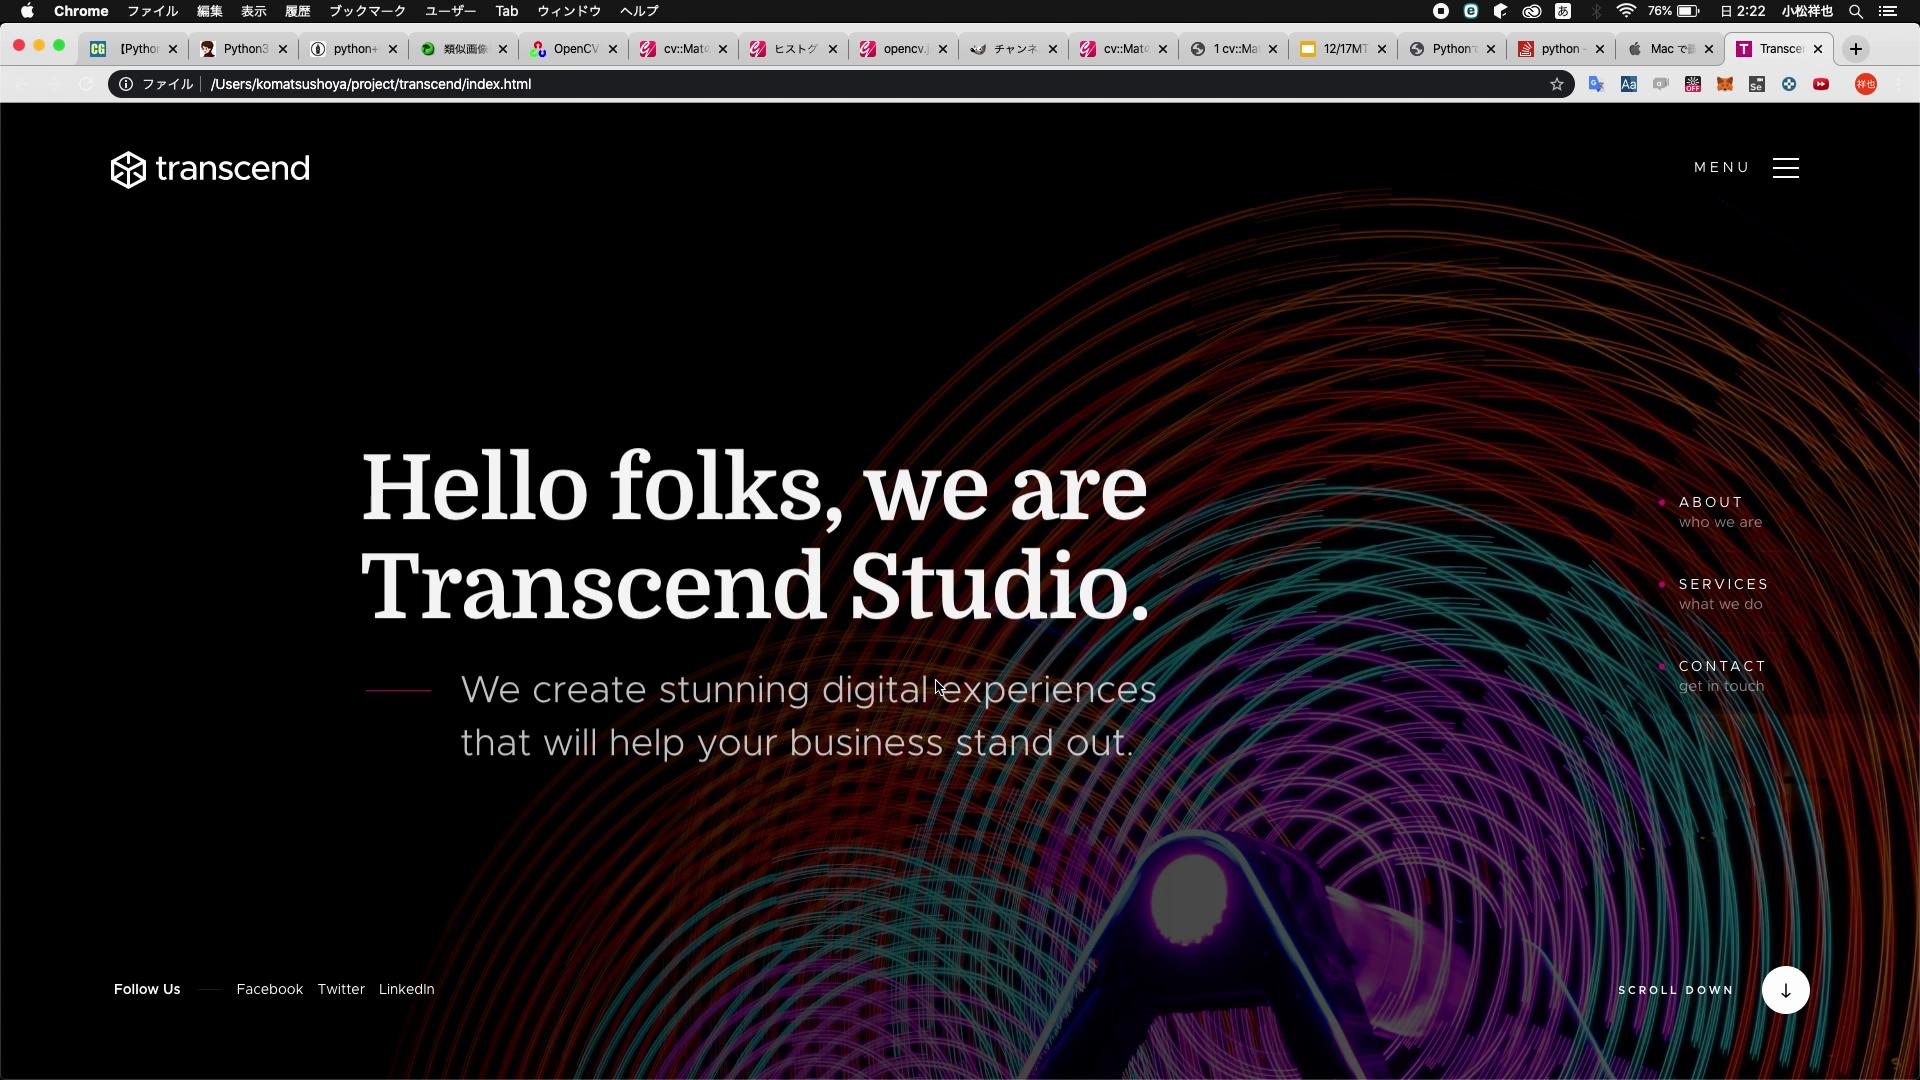 Chrome ファイル 編集 表示 履歴 ブックマーク ユーザー Tab ウィンドウ ヘルプ 76% 日 2:22 小松祥也
【Pytho Python3 python+ 類似画像 OpenCV cv::Mat ヒストグ opencv.j チャンネ cv::Mat 1 cv::Ma 12/17MT Python python - Mac で Transcen
ファイル /Users/komatsushoya/project/transcend/index.html
transcend
MENU
Hello folks, we are
Transcend Studio.
We create stunning digital experiences
that will help your business stand out.
ABOUT
who we are
SERVICES
what we do
CONTACT
get in touch
Follow Us Facebook Twitter LinkedIn
SCROLL DOWN